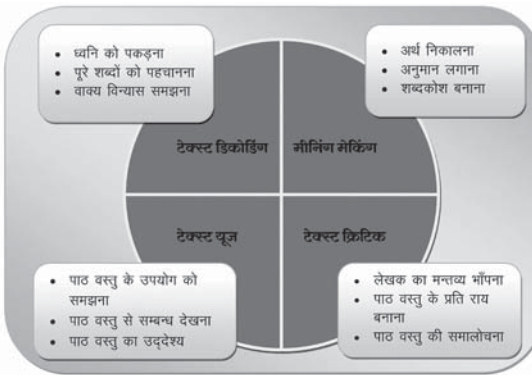 • ध्वनि को पकड़ना
• पूरे शब्दों को पहचानना
• वाक्य विन्यास समझना
• अर्थ निकालना
• अनुमान लगाना
• शब्दकोश बनाना
टेक्स्ट डिकोडिंग
मीनिंग मेकिंग
टेक्स्ट यूज़
टेक्स्ट क्रिटिक
• पाठ वस्तु के उपयोग को
समझना
• पाठ वस्तु से सम्बन्ध देखना
• पाठ वस्तु का उद्देश्य
• लेखक का मन्तव्य भाँपना
• पाठ वस्तु के प्रति राय
बनाना
• पाठ वस्तु की समालोचना